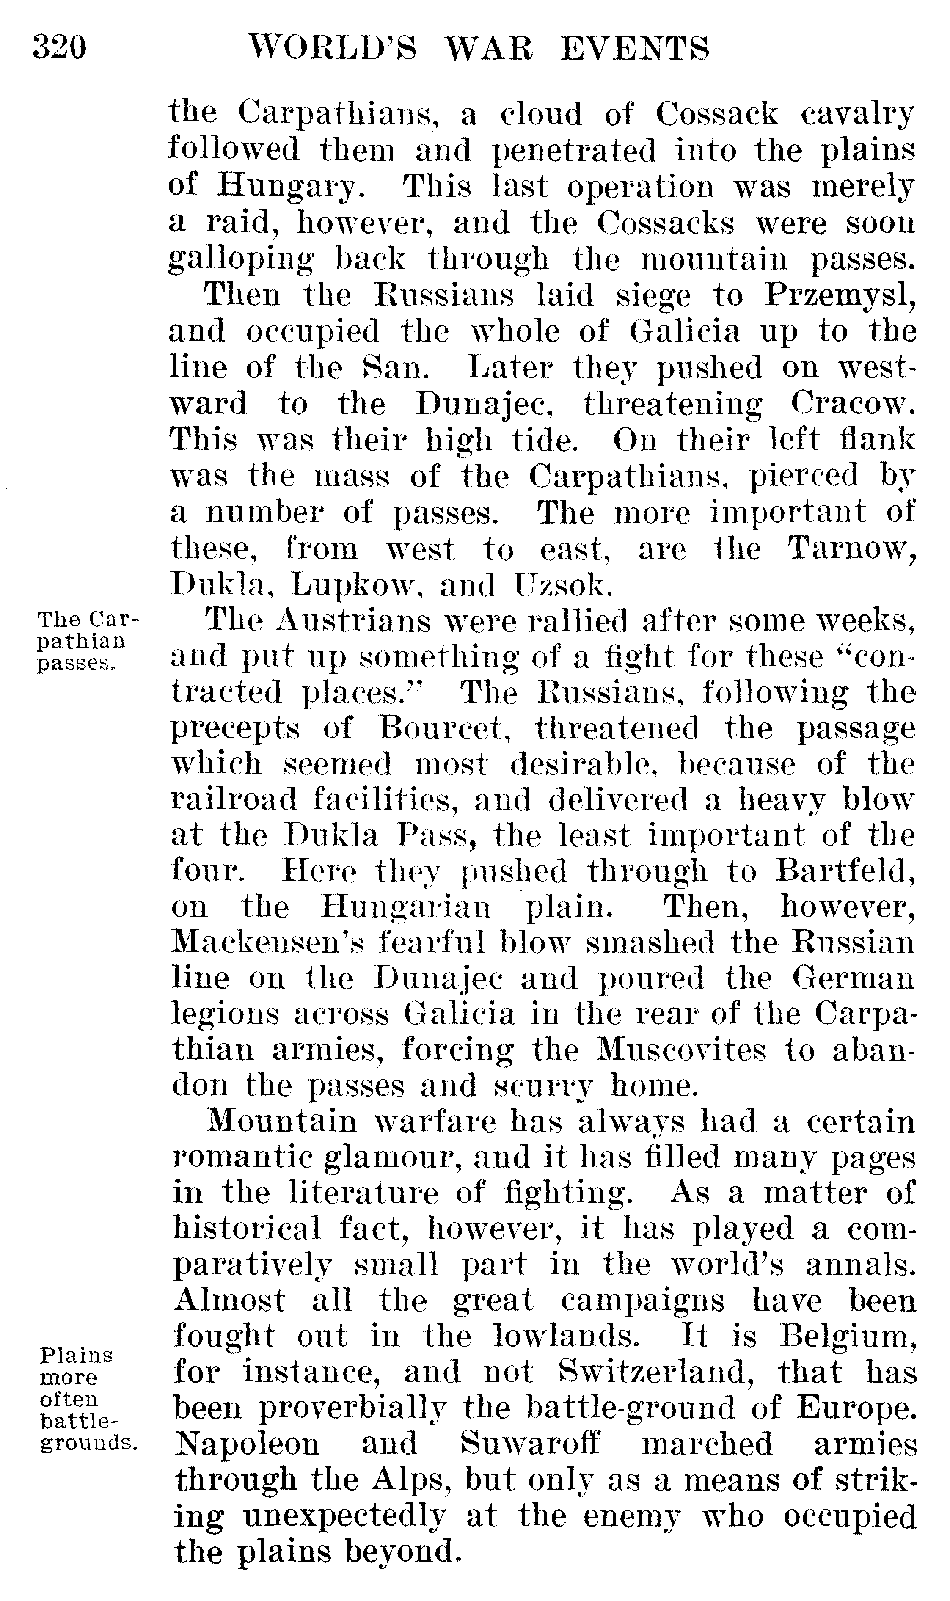 320 WORLD'S WAR EVENTS
the Carpathians, a cloud of Cossack cavalry
followed them and penetrated into the plains
of Hungary. This last operation was merely
a raid, however, and the Cossacks were soon
galloping back through the mountain passes.
Then the Russians laid siege to Przemysl,
and occupied the whole of Galicia up to the
line of the San. Later they pushed on west-
ward to the Dunajec, threatening Cracow.
This was their high tide. On their left flank
was the mass of the Carpathians, pierced by
a number of passes. The more important of
these, from west to east, are the Tarnow,
Dukla, Lupkow, and Uzsok.
The Car-
pathian
passes.
The Austrians were rallied after some weeks,
and put up something of a fight for these "con-
tracted places." The Russians, following the
precepts of Bourcet, threatened the passage
which seemed most desirable, because of the
railroad facilities, and delivered a heavy blow
at the Dukla Pass, the least important of the
four. Here they pushed through to Bartfeld,
on the Hungarian plain. Then, however,
Mackensen's fearful blow smashed the Russian
line on the Dunajec and poured the German
legions across Galicia in the rear of the Carpa-
thian armies, forcing the Muscovites to aban-
don the passes and scurry home.
Mountain warfare has always had a certain
romantic glamour, and it has filled many pages
in the literature of fighting. As a matter of
historical fact, however, it has played a com-
paratively small part in the world's annals.
Almost all the great campaigns have been
fought out in the lowlands. It is Belgium,
Plains
more
often
battle-
grounds.
for instance, and not Switzerland, that has
been proverbially the battle-ground of Europe.
Napoleon and Suwaroff marched armies
through the Alps, but only as a means of strik-
ing unexpectedly at the enemy who occupied
the plains beyond.